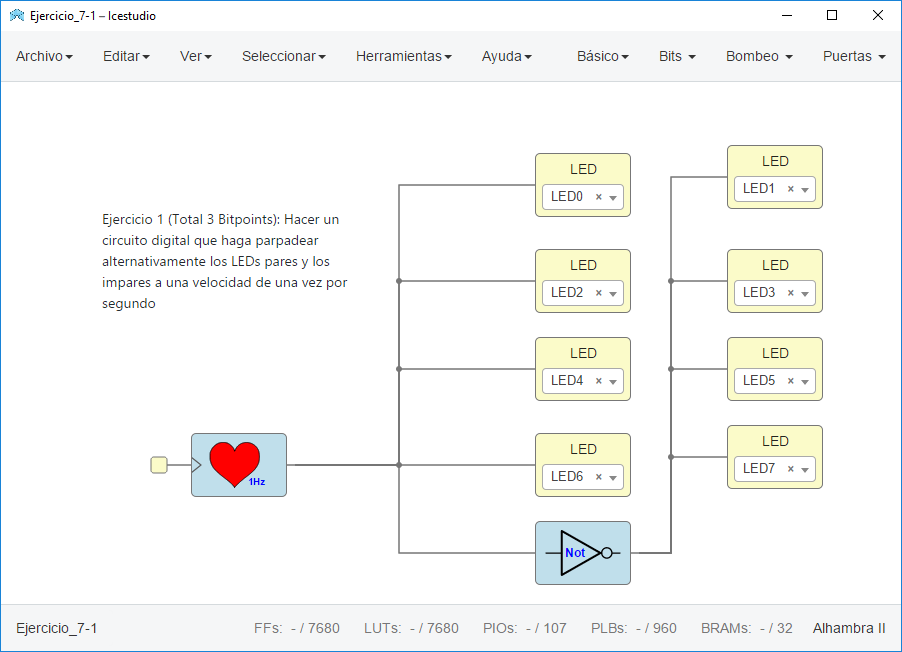 Ejercicio_7-1 – Icestudio
Archivo Editar Ver Seleccionar Herramientas Ayuda Básico Bits Bombeo Puertas
Ejercicio 1 (Total 3 Bitpoints): Hacer un
circuito digital que haga parpadear
alternativamente los LEDs pares y los
impares a una velocidad de una vez por
segundo
1Hz
LED
LED0 ×
LED
LED2 ×
LED
LED4 ×
LED
LED6 ×
Not
LED
LED1 ×
LED
LED3 ×
LED
LED5 ×
LED
LED7 ×
Ejercicio_7-1 FFs: - / 7680 LUTs: - / 7680 PIOs: - / 107 PLBs: - / 960 BRAMs: - / 32 Alhambra II